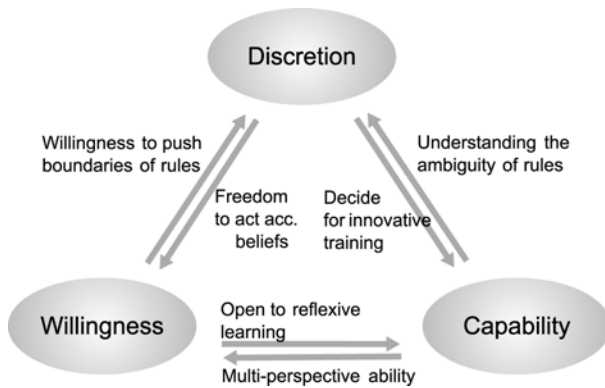 Discretion
Willingness to push
boundaries of rules
Understanding the
ambiguity of rules
Freedom
to act acc.
beliefs
Decide
for innovative
training
Willingness
Open to reflexive
learning
Multi-perspective ability
Capability